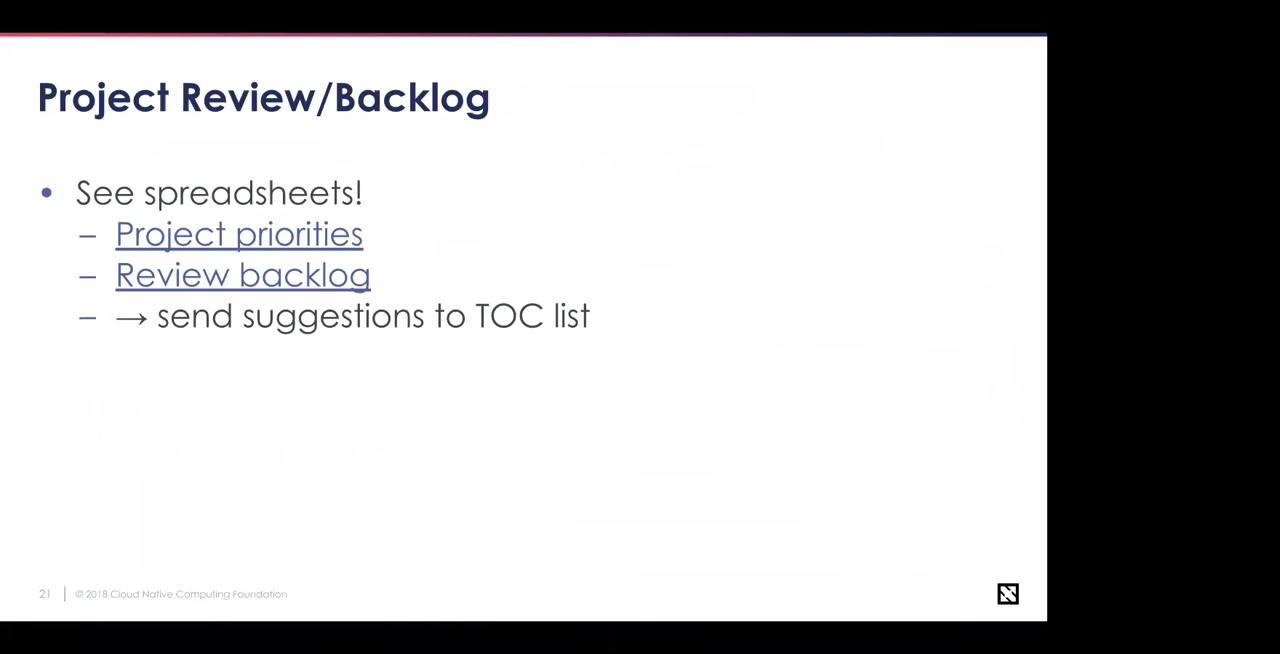 Project Review/Backlog
• See spreadsheets!
– Project priorities
– Review backlog
– → send suggestions to TOC list
21 | © 2018 Cloud Native Computing Foundation